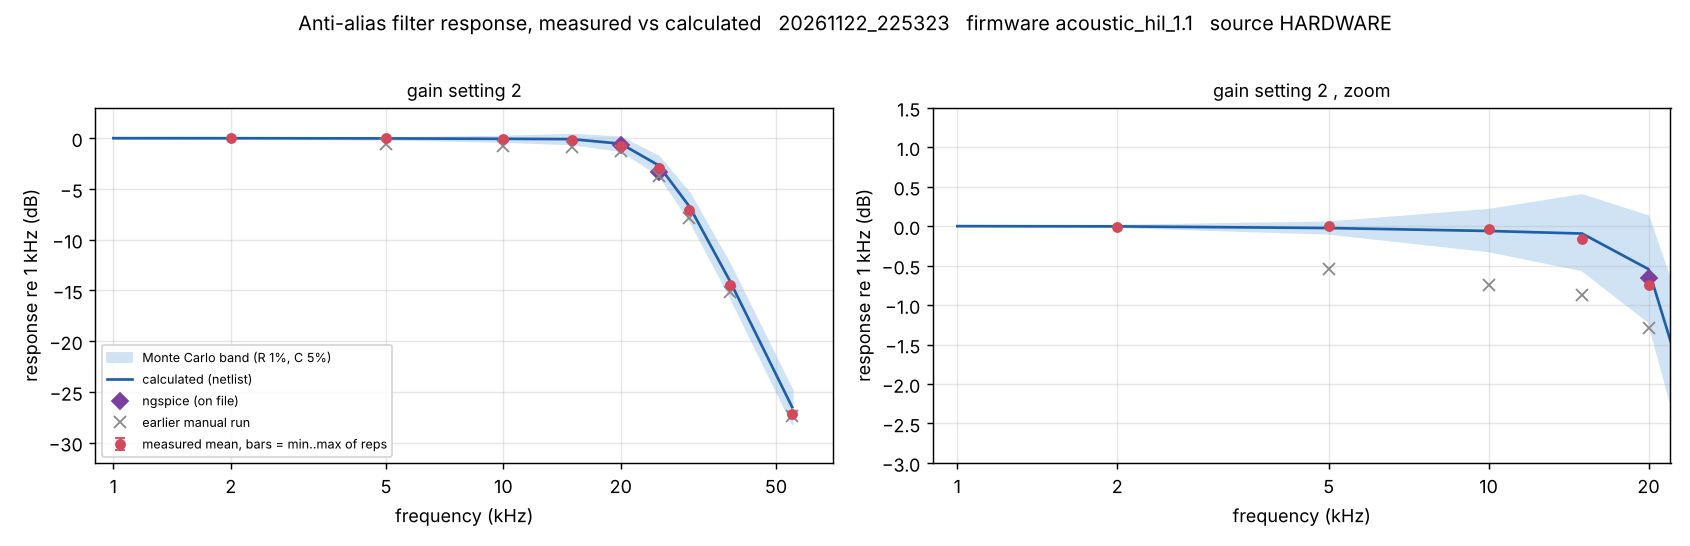 Anti-alias filter response, measured vs calculated   20261122_225323   firmware acoustic_hil_1.1   source HARDWARE
gain setting 2
0
−5
−10
−15
−20
−25
−30
response re 1 kHz (dB)
Monte Carlo band (R 1%, C 5%)
calculated (netlist)
ngspice (on file)
earlier manual run
measured mean, bars = min..max of reps
1 2 5 10 20 50
frequency (kHz)
gain setting 2 , zoom
1.5
1.0
0.5
0.0
−0.5
−1.0
−1.5
−2.0
−2.5
−3.0
response re 1 kHz (dB)
1 2 5 10 20
frequency (kHz)